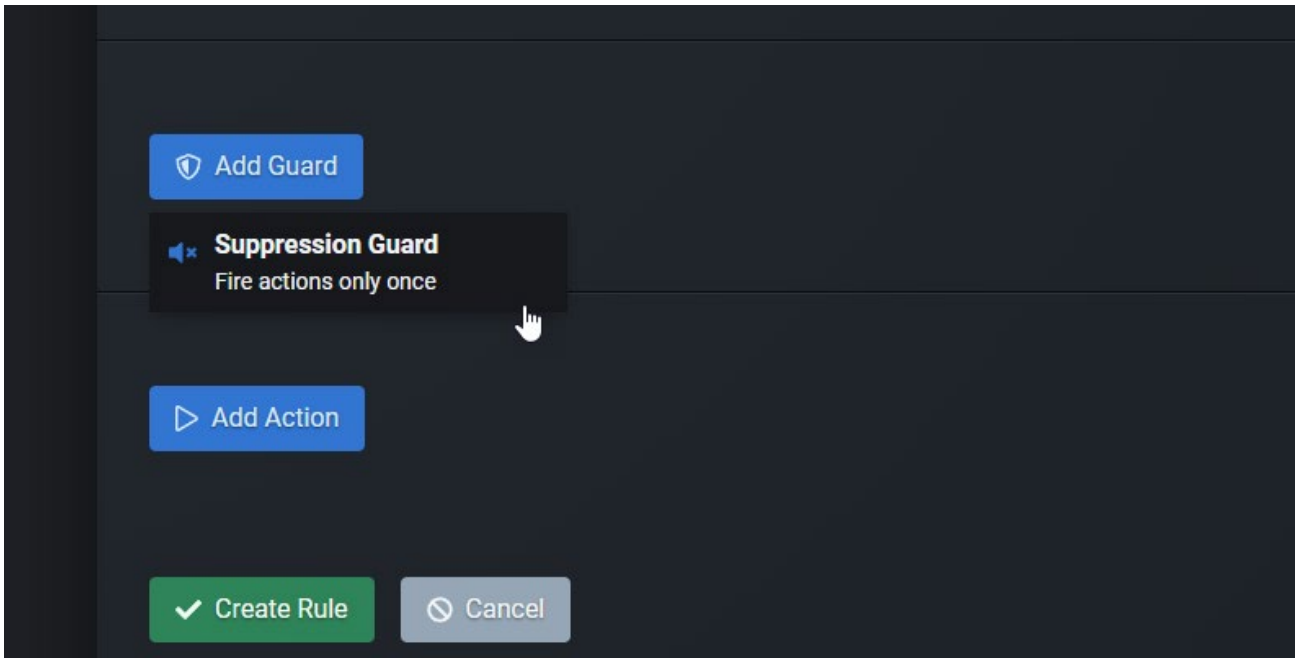 Add Guard
Suppression Guard
Fire actions only once
Add Action
Create Rule
Cancel